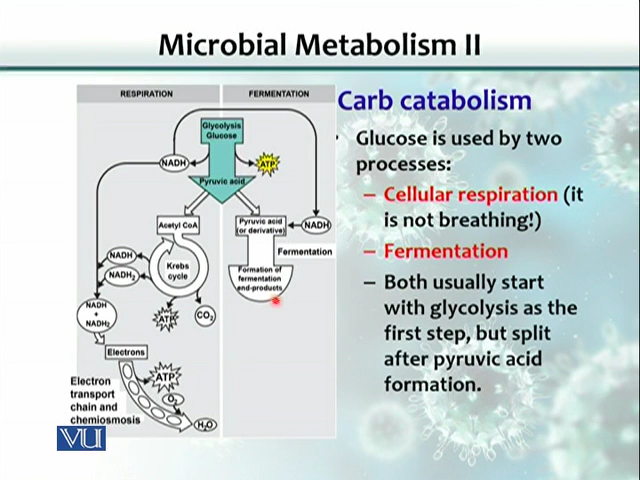 Microbial Metabolism II
RESPIRATION
FERMENTATION
Glycolysis
Glucose
NADH
ATP
Pyruvic acid
Acetyl CoA
Pyruvic acid
(or derivative)
NADH
Fermentation
NADH
NADH₂
Krebs
cycle
Formation of
fermentation
end-products
NADH
+
NADH₂
ATP
CO₂
Electrons
ATP
O₂
Electron
transport
chain and
chemiosmosis
H₂O
VU
Carb catabolism
• Glucose is used by two
processes:
– Cellular respiration (it
is not breathing!)
– Fermentation
– Both usually start
with glycolysis as the
first step, but split
after pyruvic acid
formation.